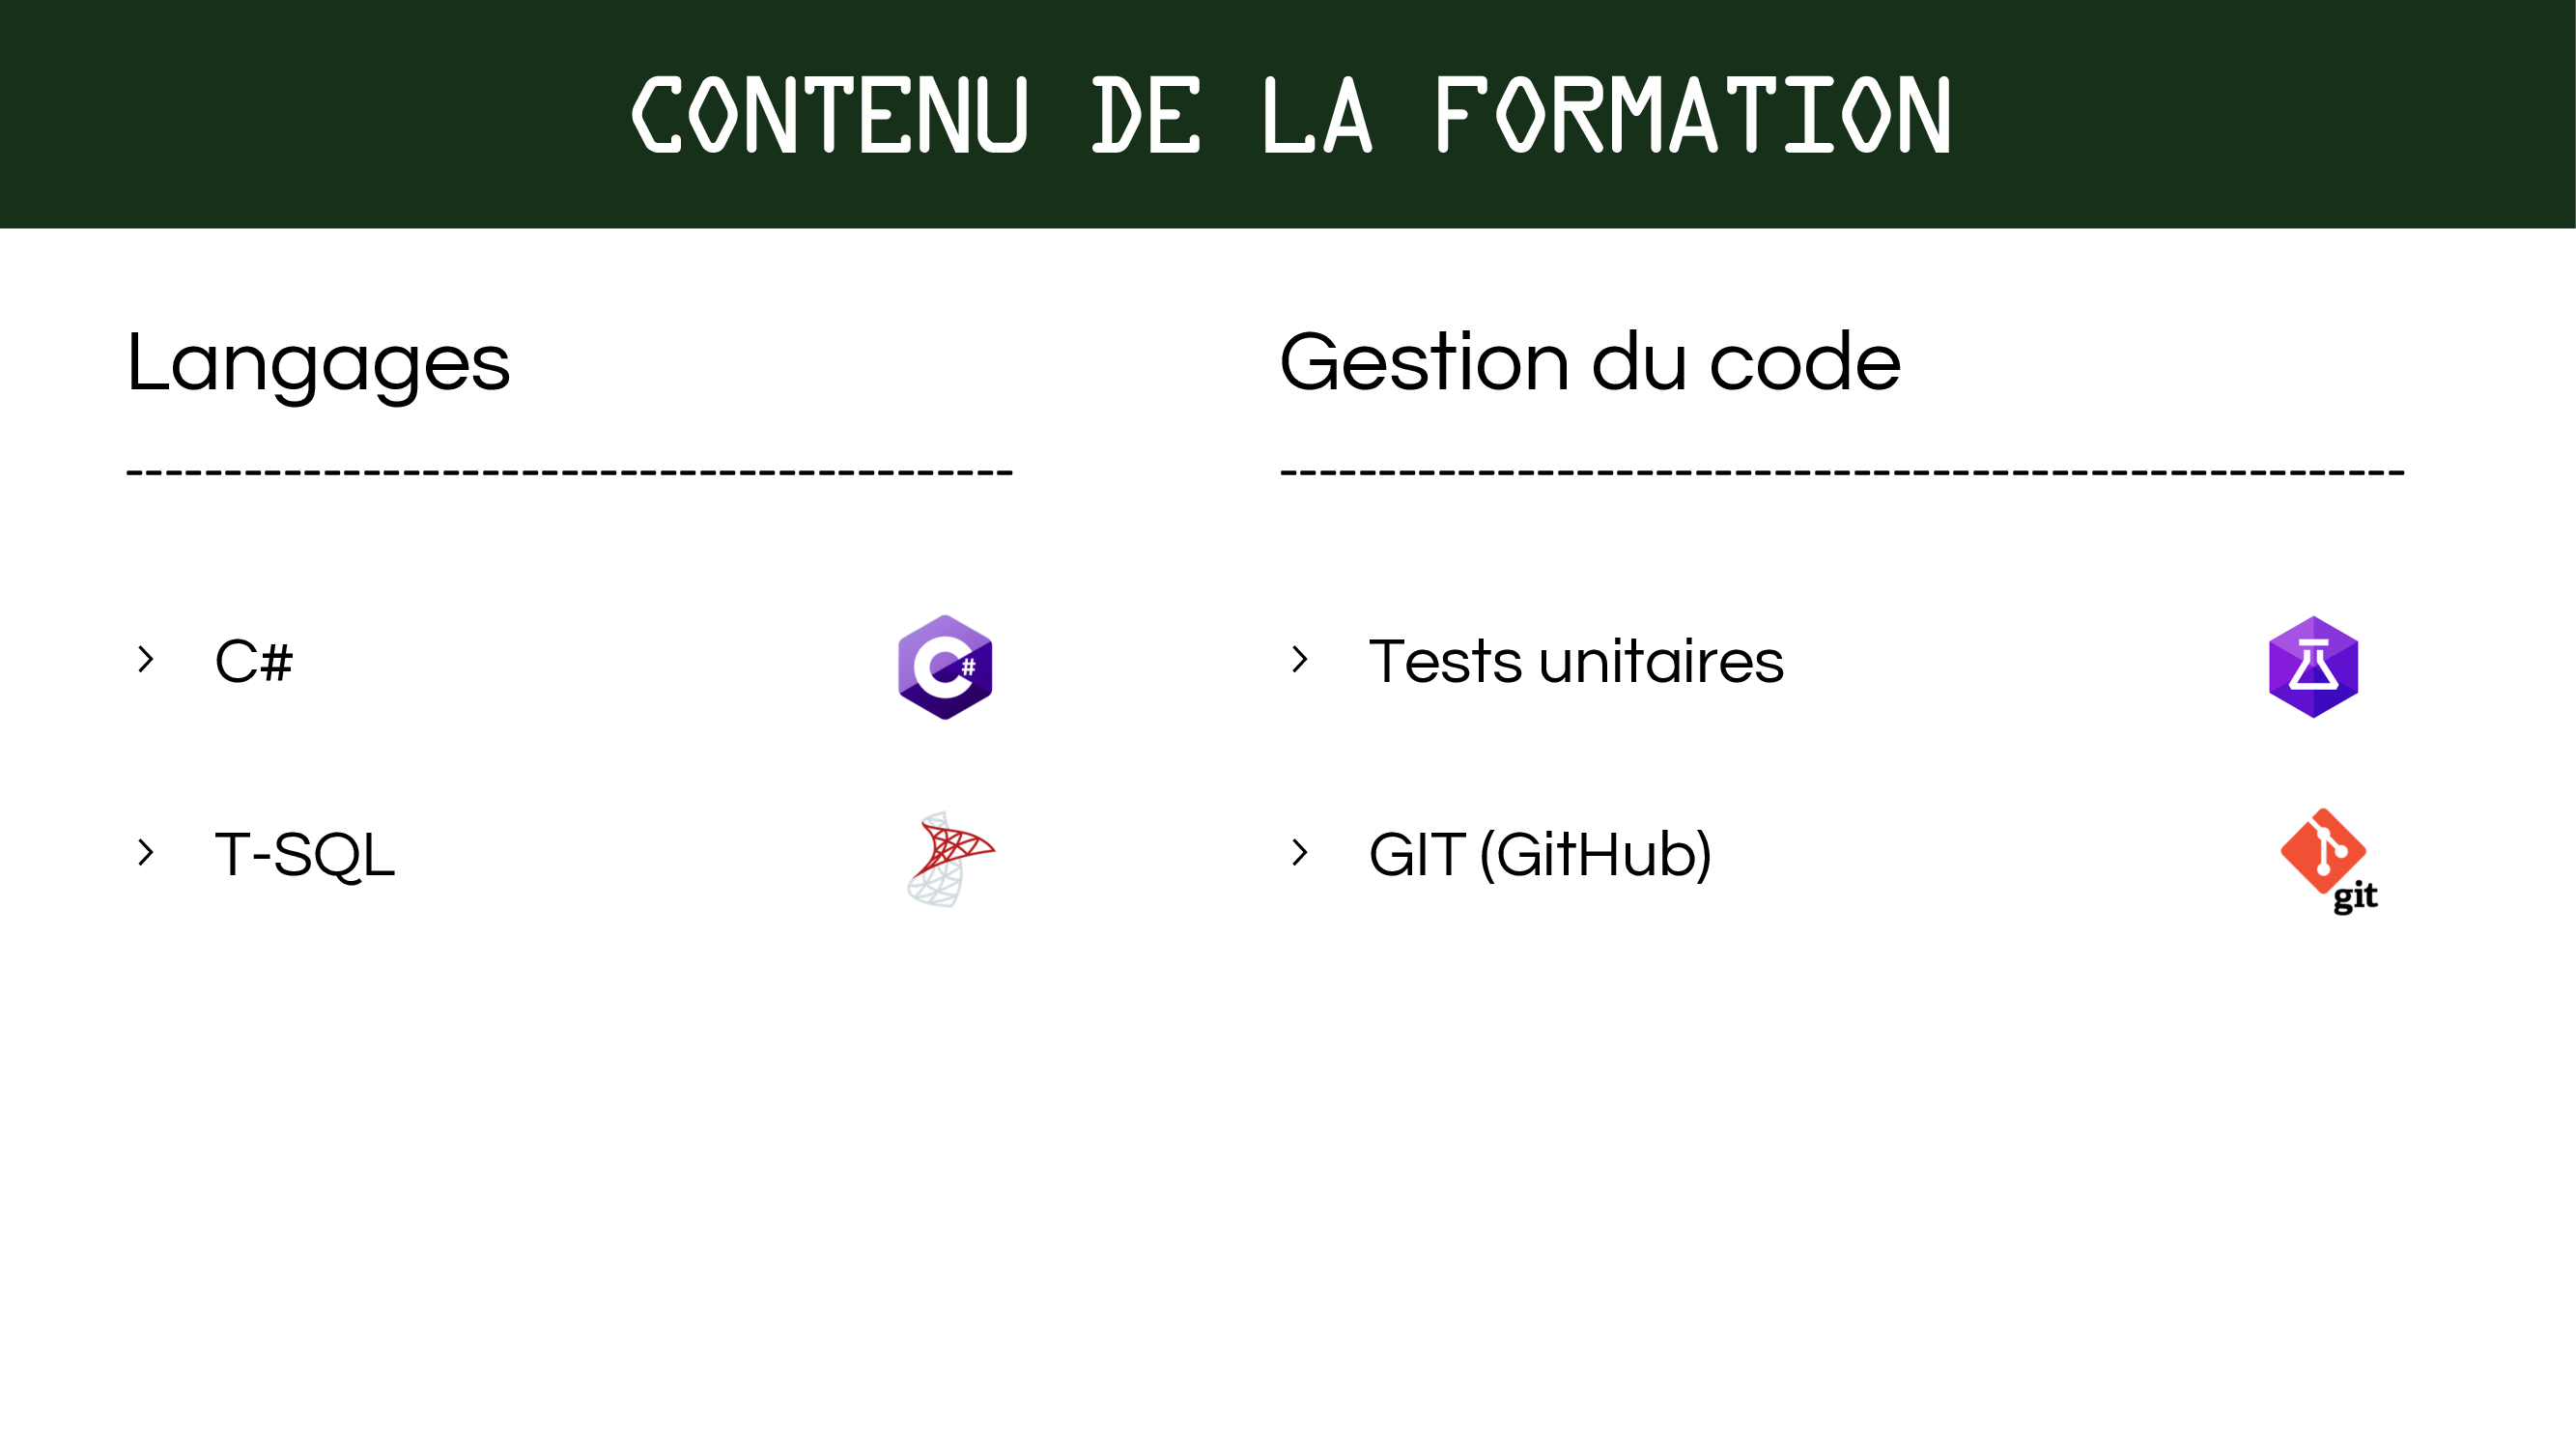 CONTENU DE LA FORMATION
Langages
Gestion du code
C#
T-SQL
Tests unitaires
GIT (GitHub)
C#
git